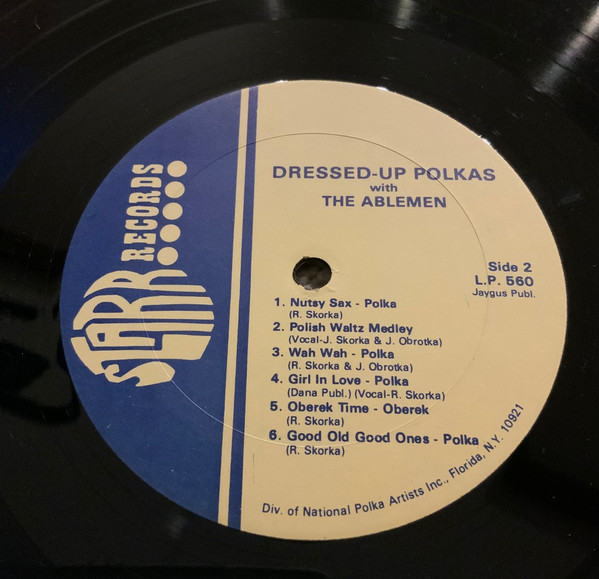 STARR
RECORDS
DRESSED-UP POLKAS
with
THE ABLEMEN
Side 2
L.P. 560
Jaygus Publ.
1. Nutsy Sax - Polka
(R. Skorka)
2. Polish Waltz Medley
(Vocal-J. Skorka & J. Obrotka)
3. Wah Wah - Polka
(R. Skorka & J. Obrotka)
4. Girl In Love - Polka
(Dana Publ.) (Vocal-R. Skorka)
5. Oberek Time - Oberek
(R. Skorka)
6. Good Old Good Ones - Polka
(R. Skorka)
Div. of National Polka Artists Inc., Florida, N.Y. 10921